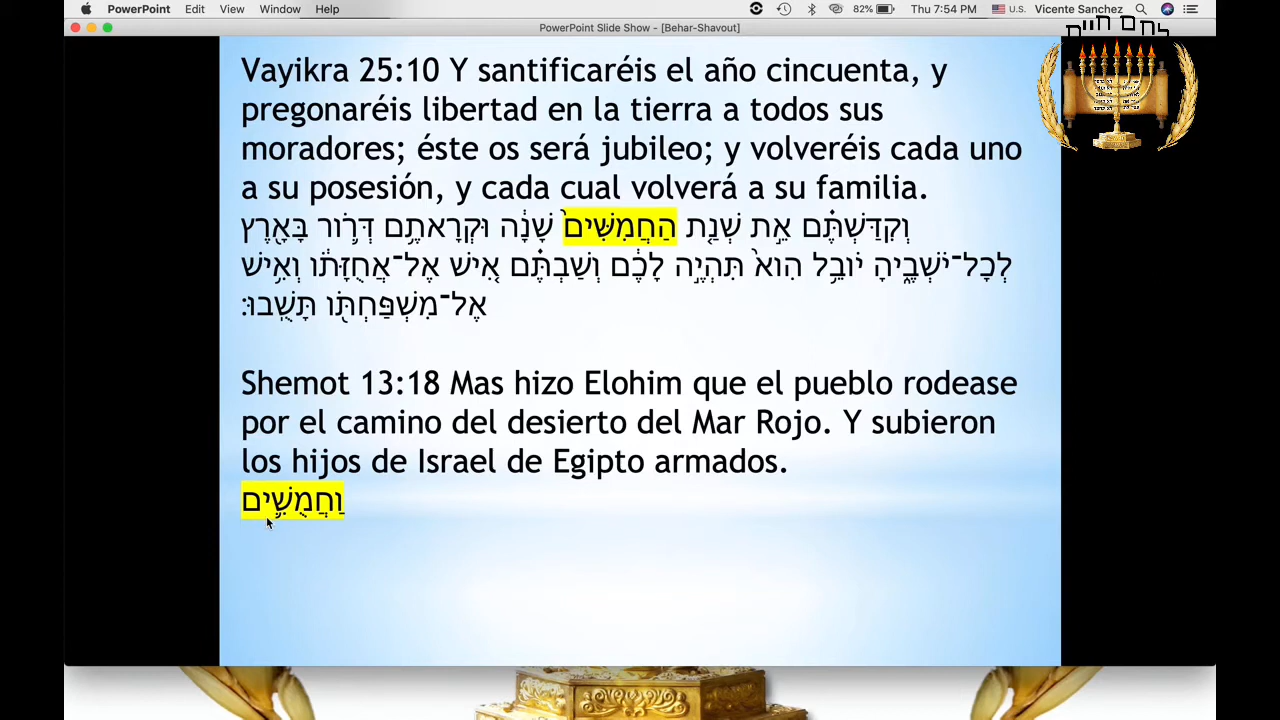 PowerPoint Edit View Window Help 82% Thu 7:54 PM U.S. Vicente Sanchez
PowerPoint Slide Show - [Behar-Shavout]
לחם חיית
Vayikra 25:10 Y santificaréis el año cincuenta, y
pregonaréis libertad en la tierra a todos sus
moradores; éste os será jubileo; y volveréis cada uno
a su posesión, y cada cual volverá a su familia.
וְקִדַּשְׁתֶּ֗ם אֵ֣ת שְׁנַ֤ת הַחֲמִשִּׁים֙ שָׁנָ֔ה וּקְרָאתֶ֥ם דְּר֛וֹר בָּאָ֖רֶץ
לְכָל־יֹשְׁבֶ֑יהָ יוֹבֵ֥ל הִוא֙ תִּהְיֶ֣ה לָכֶ֔ם וְשַׁבְתֶּ֗ם אִ֚ישׁ אֶל־אֲחֻזָּת֔וֹ וְאִ֥ישׁ
אֶל־מִשְׁפַּחְתּ֖וֹ תָּשֻֽׁבוּ׃
Shemot 13:18 Mas hizo Elohim que el pueblo rodease
por el camino del desierto del Mar Rojo. Y subieron
los hijos de Israel de Egipto armados.
וַחֲמֻשִׁ֛ים